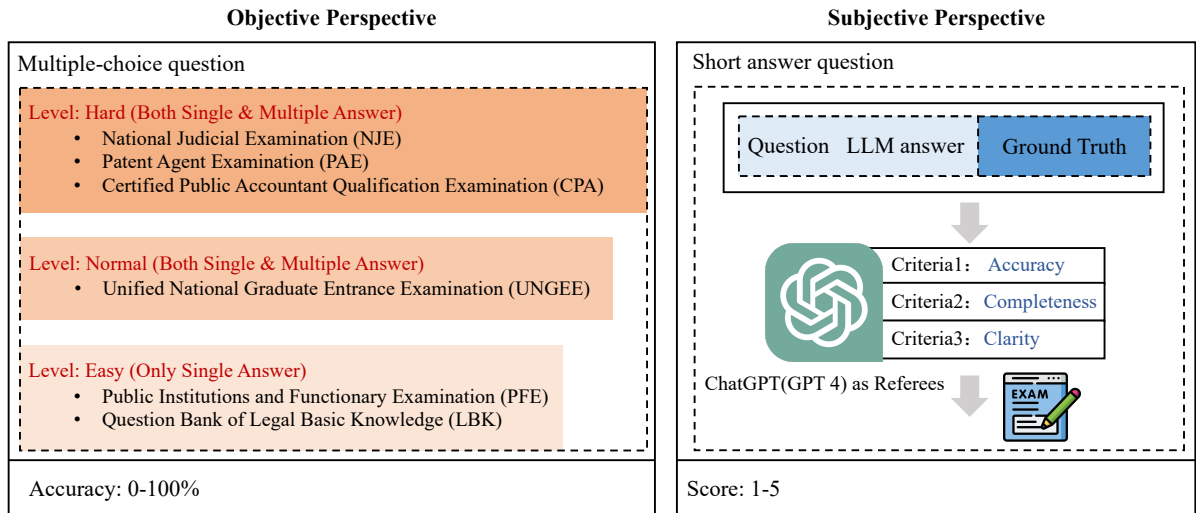 Objective Perspective
Multiple-choice question
Level: Hard (Both Single & Multiple Answer)
• National Judicial Examination (NJE)
• Patent Agent Examination (PAE)
• Certified Public Accountant Qualification Examination (CPA)
Level: Normal (Both Single & Multiple Answer)
• Unified National Graduate Entrance Examination (UNGEE)
Level: Easy (Only Single Answer)
• Public Institutions and Functionary Examination (PFE)
• Question Bank of Legal Basic Knowledge (LBK)
Accuracy: 0-100%
Subjective Perspective
Short answer question
Question LLM answer Ground Truth
Criteria1： Accuracy
Criteria2： Completeness
Criteria3： Clarity
ChatGPT(GPT 4) as Referees
EXAM
Score: 1-5